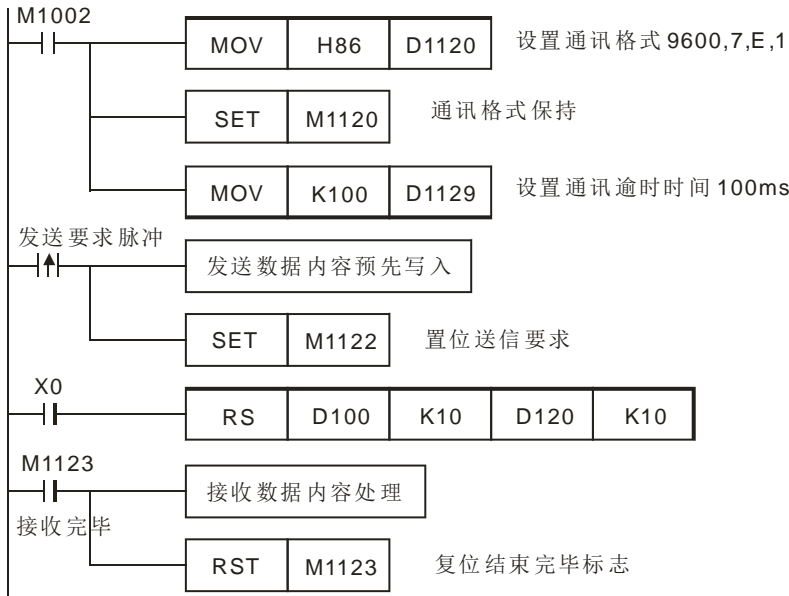 M1002
MOV H86 D1120 设置通讯格式9600,7,E,1
SET M1120 通讯格式保持
MOV K100 D1129 设置通讯逾时时间100ms
发送要求脉冲
发送数据内容预先写入
SET M1122 置位送信要求
X0
RS D100 K10 D120 K10
M1123
接收数据内容处理
接收完毕
RST M1123 复位结束完毕标志